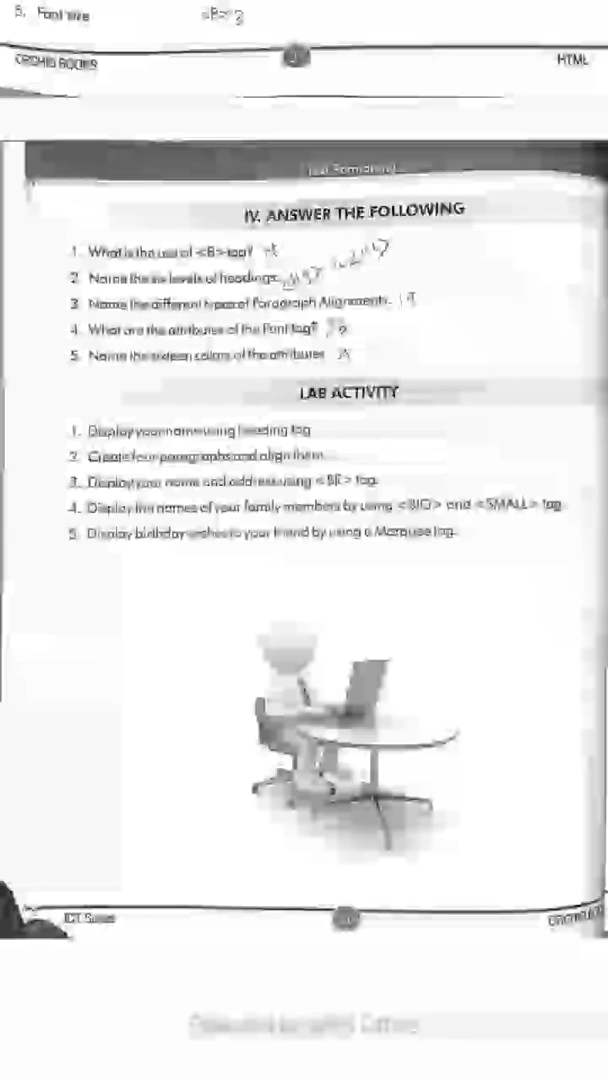 5. Font size
ORCHID BOOKS HTML
Text Formatting
IV. ANSWER THE FOLLOWING
1. What is the use of <B> tag?
2. Name the six levels of headings.
3. Name the different types of Paragraph Alignments.
4. What are the attributes of the Font tag?
5. Name the sixteen colors of the attributes
LAB ACTIVITY
1. Display your name using heading tag
2. Create four paragraphs and align them.
3. Display your name and address using <BR> tag.
4. Display the names of your family members by using <BIG> and <SMALL> tag.
5. Display birthday wishes to your friend by using a Marquee tag.
ICT Series